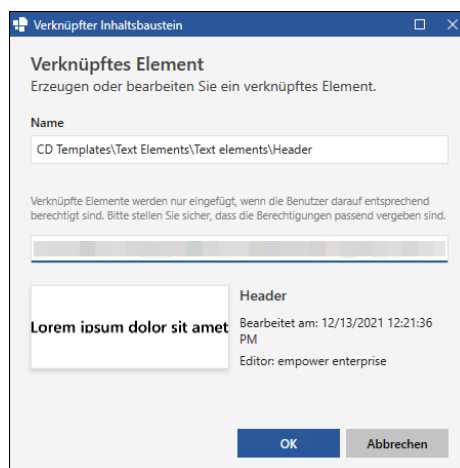 Verknüpfter Inhaltsbaustein
Verknüpftes Element
Erzeugen oder bearbeiten Sie ein verknüpftes Element.
Name
CD Templates\Text Elements\Text elements\Header
Verknüpfte Elemente werden nur eingefügt, wenn die Benutzer darauf entsprechend
berechtigt sind. Bitte stellen Sie sicher, dass die Berechtigungen passend vergeben sind.
Lorem ipsum dolor sit amet
Header
Bearbeitet am: 12/13/2021 12:21:36
PM
Editor: empower enterprise
OK
Abbrechen